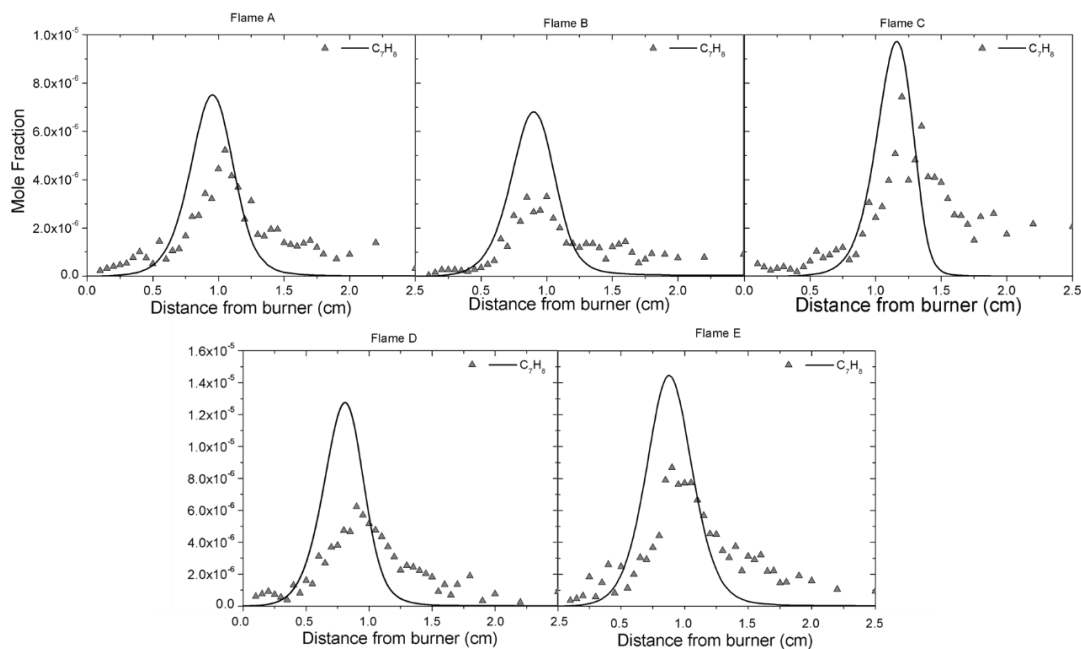 Flame A
Flame B
Flame C
C₇H₈
C₇H₈
C₇H₈
1.0x10⁻⁵
8.0x10⁻⁶
6.0x10⁻⁶
4.0x10⁻⁶
2.0x10⁻⁶
0.0
Mole Fraction
0.0 0.5 1.0 1.5 2.0 0.0 0.5 1.0 1.5 2.0 0.0 0.5 1.0 1.5 2.0 2.5
Distance from burner (cm) Distance from burner (cm) Distance from burner (cm)
Flame D
Flame E
C₇H₈
C₇H₈
1.6x10⁻⁵
1.4x10⁻⁵
1.2x10⁻⁵
1.0x10⁻⁵
8.0x10⁻⁶
6.0x10⁻⁶
4.0x10⁻⁶
2.0x10⁻⁶
0.0
0.0 0.5 1.0 1.5 2.0 2.5 0.5 1.0 1.5 2.0 2.5
Distance from burner (cm) Distance from burner (cm)